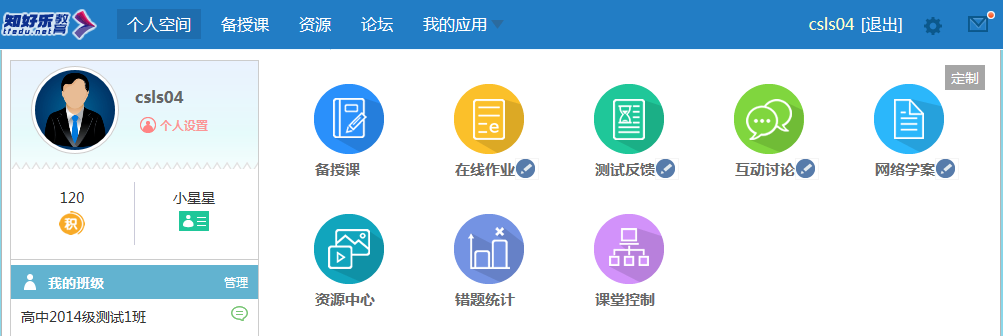 知好乐教育
lfedu.net
个人空间 备授课 资源 论坛 我的应用 csls04 [退出]
定制
csls04
个人设置
120 小星星
积
我的班级 管理
高中2014级测试1班
备授课 在线作业 测试反馈 互动讨论 网络学案
资源中心 错题统计 课堂控制